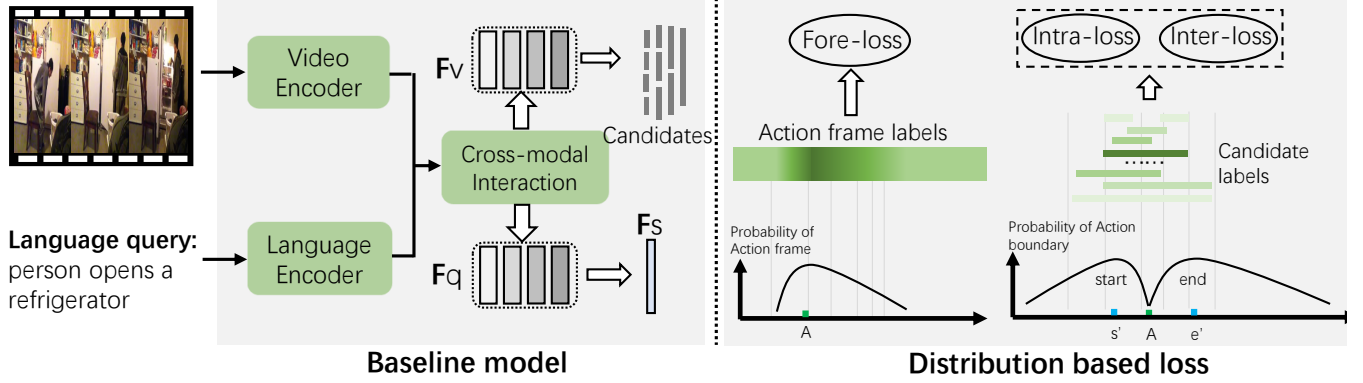 Video
Encoder
Language query:
person opens a
refrigerator
Language
Encoder
Fv
Candidates
Cross-modal
Interaction
Fq
Fs
Baseline model
Fore-loss
Action frame labels
Probability of
Action frame
A
Intra-loss
Inter-loss
Candidate
labels
......
Probability of Action
boundary
start
end
s'
A
e'
Distribution based loss